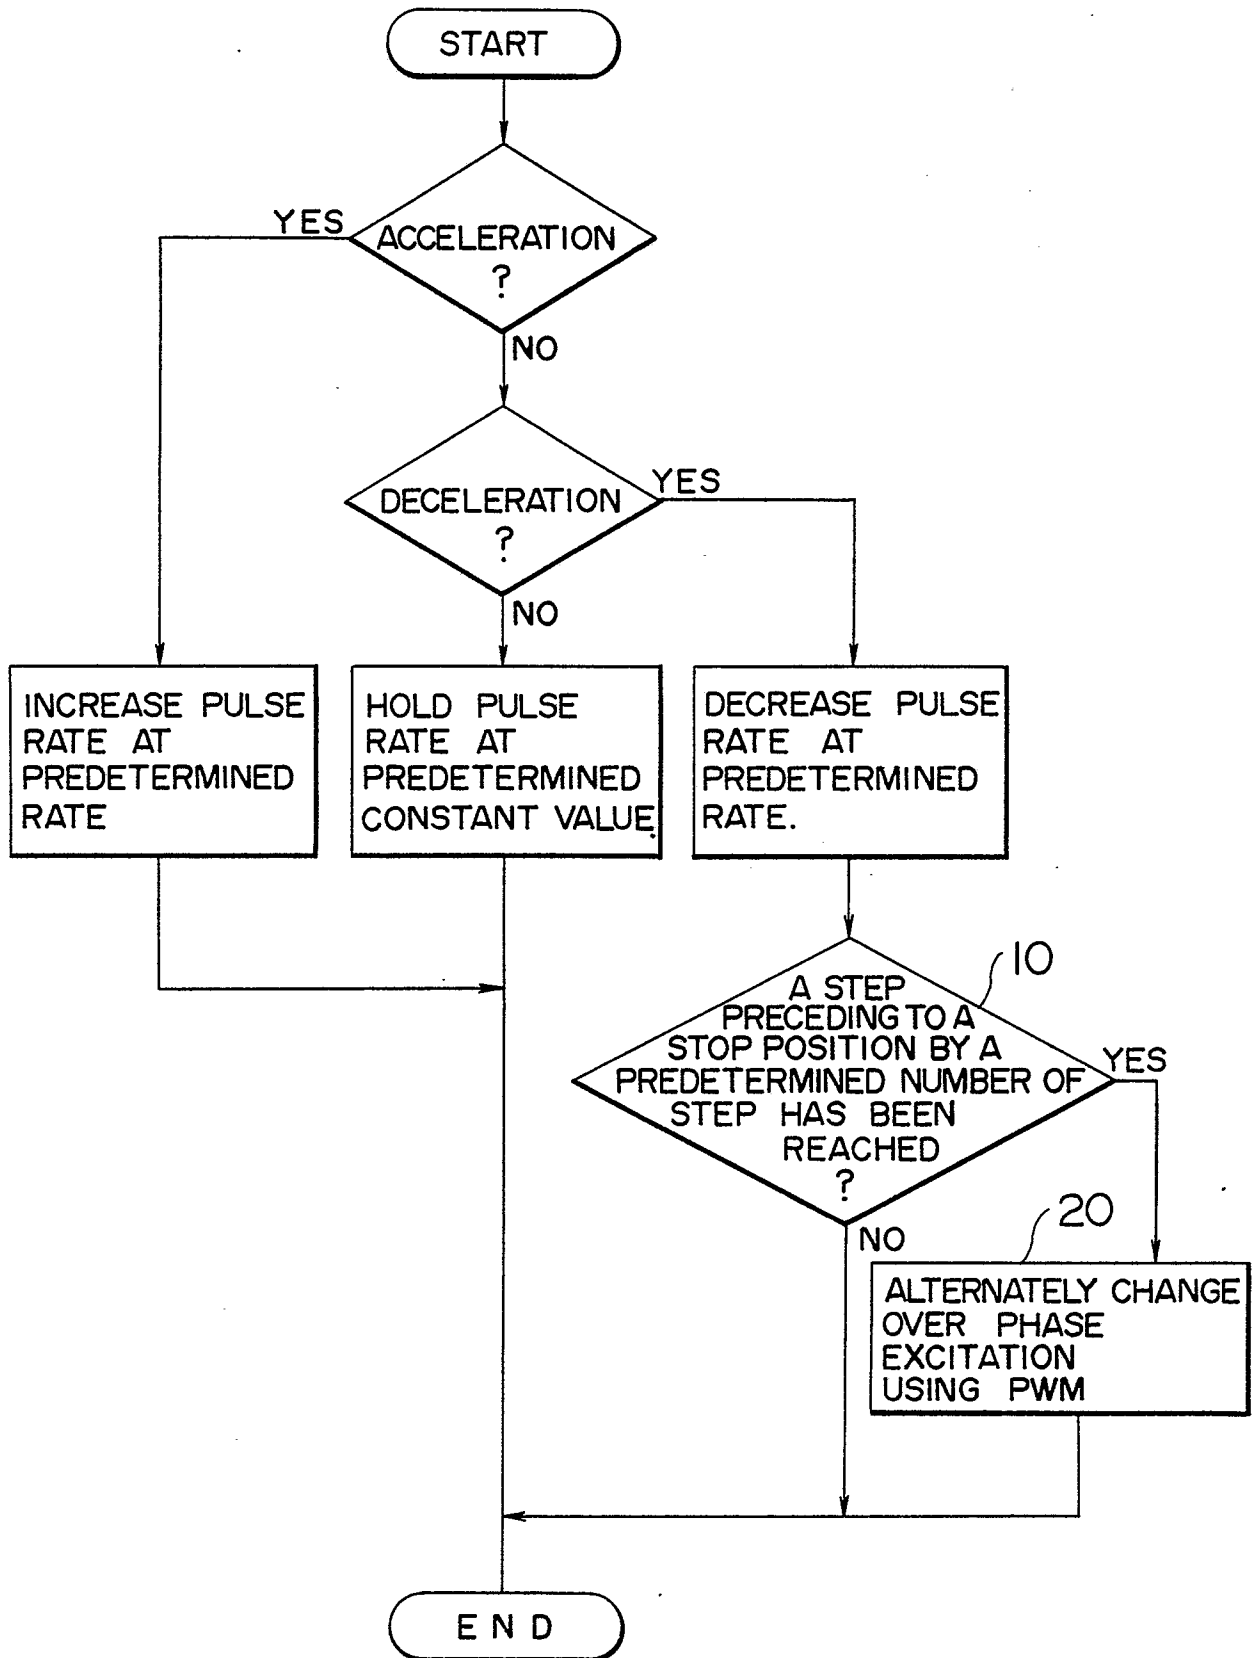 START
YES
ACCELERATION
?
NO
DECELERATION
?
YES
NO
INCREASE PULSE
RATE AT
PREDETERMINED
RATE
HOLD PULSE
RATE AT
PREDETERMINED
CONSTANT VALUE.
DECREASE PULSE
RATE AT
PREDETERMINED
RATE.
10
A STEP
PRECEDING TO A
STOP POSITION BY A
PREDETERMINED NUMBER OF
STEP HAS BEEN
REACHED
?
YES
NO
20
ALTERNATELY CHANGE
OVER PHASE
EXCITATION
USING PWM
END